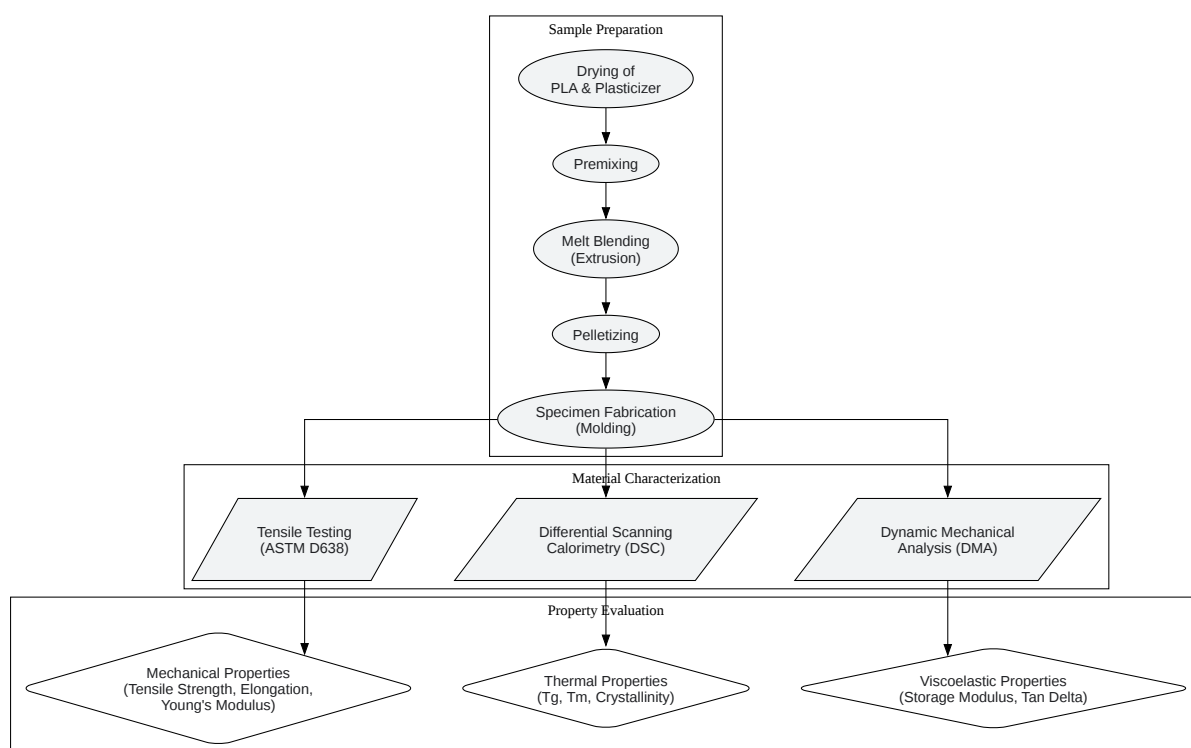 Sample Preparation
Drying of
PLA & Plasticizer
Premixing
Melt Blending
(Extrusion)
Pelletizing
Specimen Fabrication
(Molding)
Material Characterization
Tensile Testing
(ASTM D638)
Differential Scanning
Calorimetry (DSC)
Dynamic Mechanical
Analysis (DMA)
Property Evaluation
Mechanical Properties
(Tensile Strength, Elongation,
Young's Modulus)
Thermal Properties
(Tg, Tm, Crystallinity)
Viscoelastic Properties
(Storage Modulus, Tan Delta)